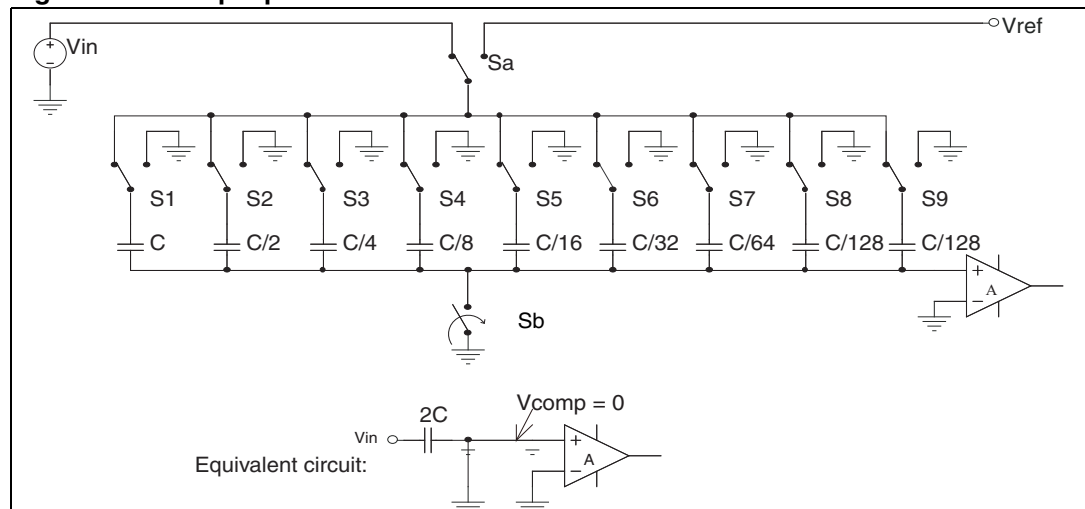 Vin
Vref
Sa
S1 S2 S3 S4 S5 S6 S7 S8 S9
C C/2 C/4 C/8 C/16 C/32 C/64 C/128 C/128
+
−
A
Sb
Vcomp = 0
2C
Vin
+
−
A
Equivalent circuit: